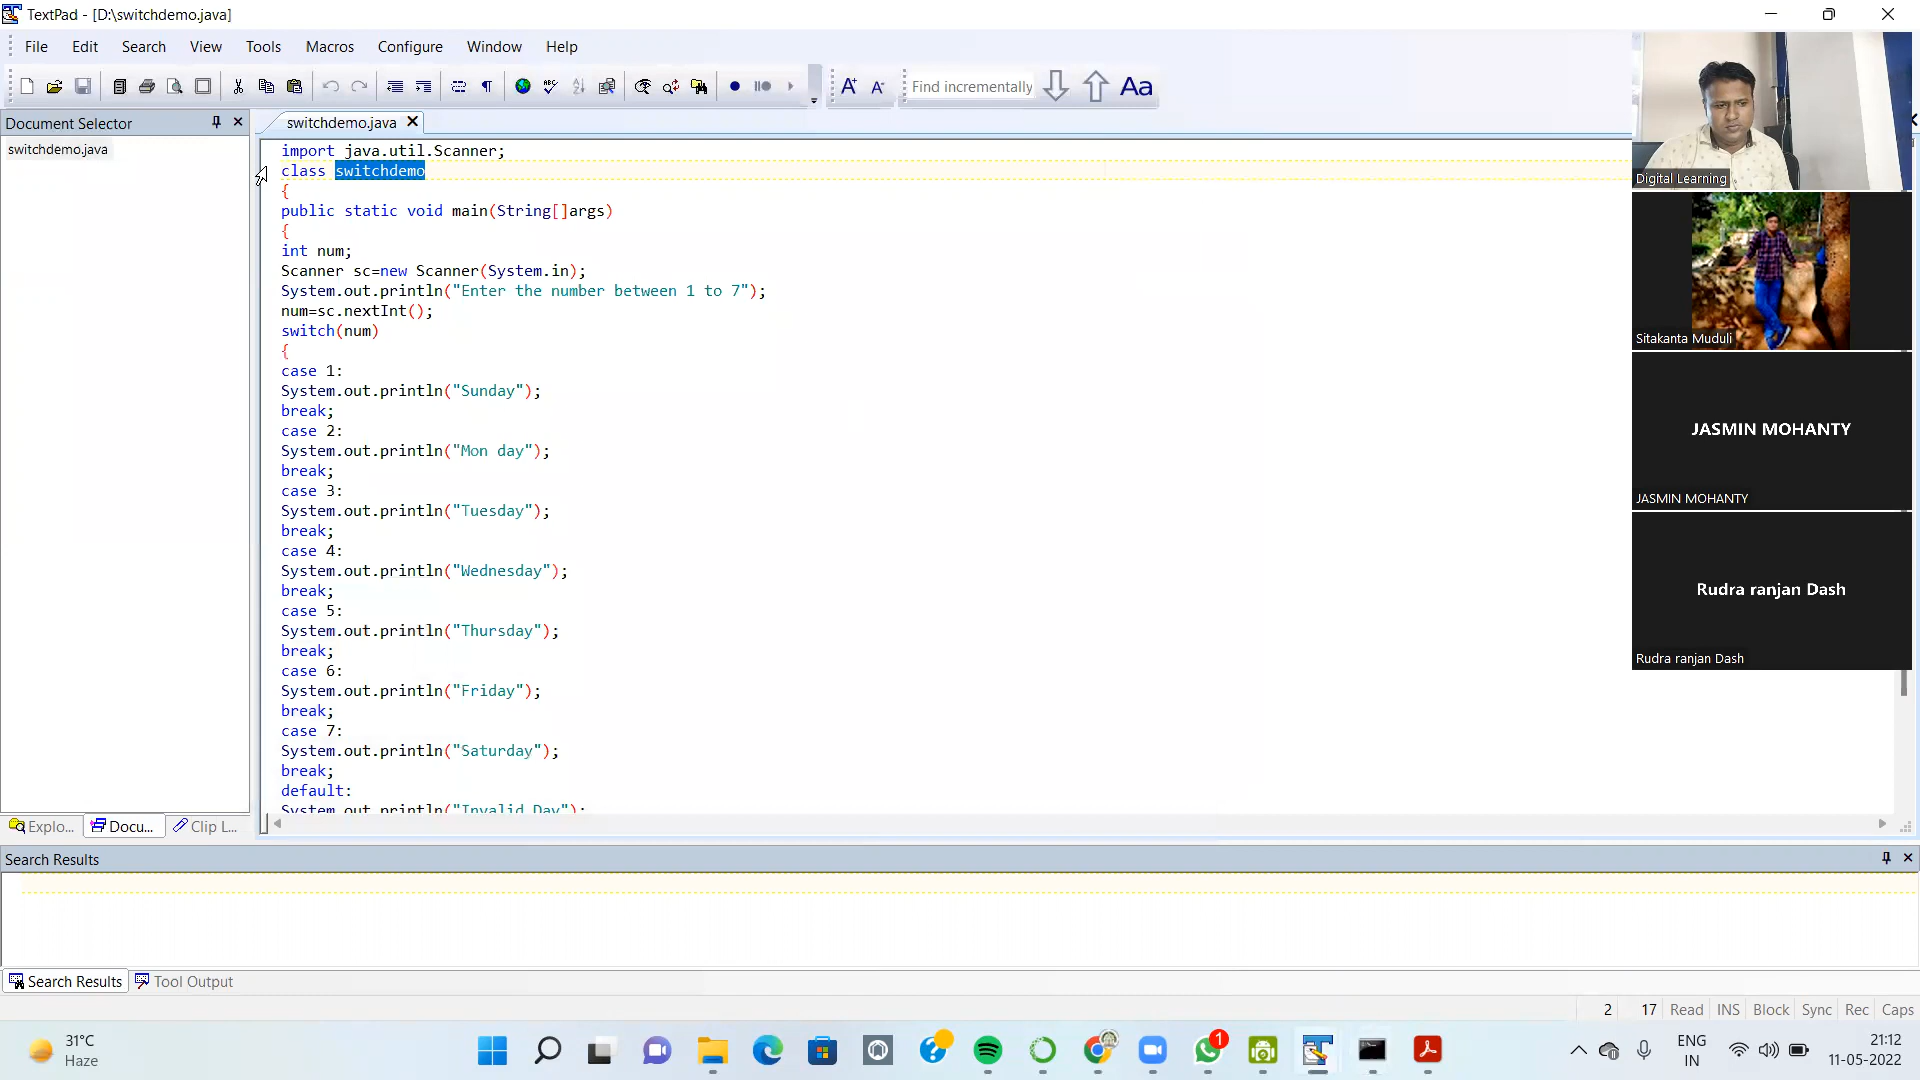 TextPad - [D:\switchdemo.java]
File Edit Search View Tools Macros Configure Window Help
Find incrementally
Aa
Document Selector
switchdemo.java
switchdemo.java
import java.util.Scanner;
class switchdemo
{
public static void main(String[]args)
{
int num;
Scanner sc=new Scanner(System.in);
System.out.println("Enter the number between 1 to 7");
num=sc.nextInt();
switch(num)
{
case 1:
System.out.println("Sunday");
break;
case 2:
System.out.println("Mon day");
break;
case 3:
System.out.println("Tuesday");
break;
case 4:
System.out.println("Wednesday");
break;
case 5:
System.out.println("Thursday");
break;
case 6:
System.out.println("Friday");
break;
case 7:
System.out.println("Saturday");
break;
default:
System.out.println("Invalid Day");
Digital Learning
Sitakanta Muduli
JASMIN MOHANTY
JASMIN MOHANTY
Rudra ranjan Dash
Rudra ranjan Dash
Explo... Docu... Clip L...
Search Results
Search Results Tool Output
2 17 Read INS Block Sync Rec Caps
31°C
Haze
1
ENG
IN
21:12
11-05-2022